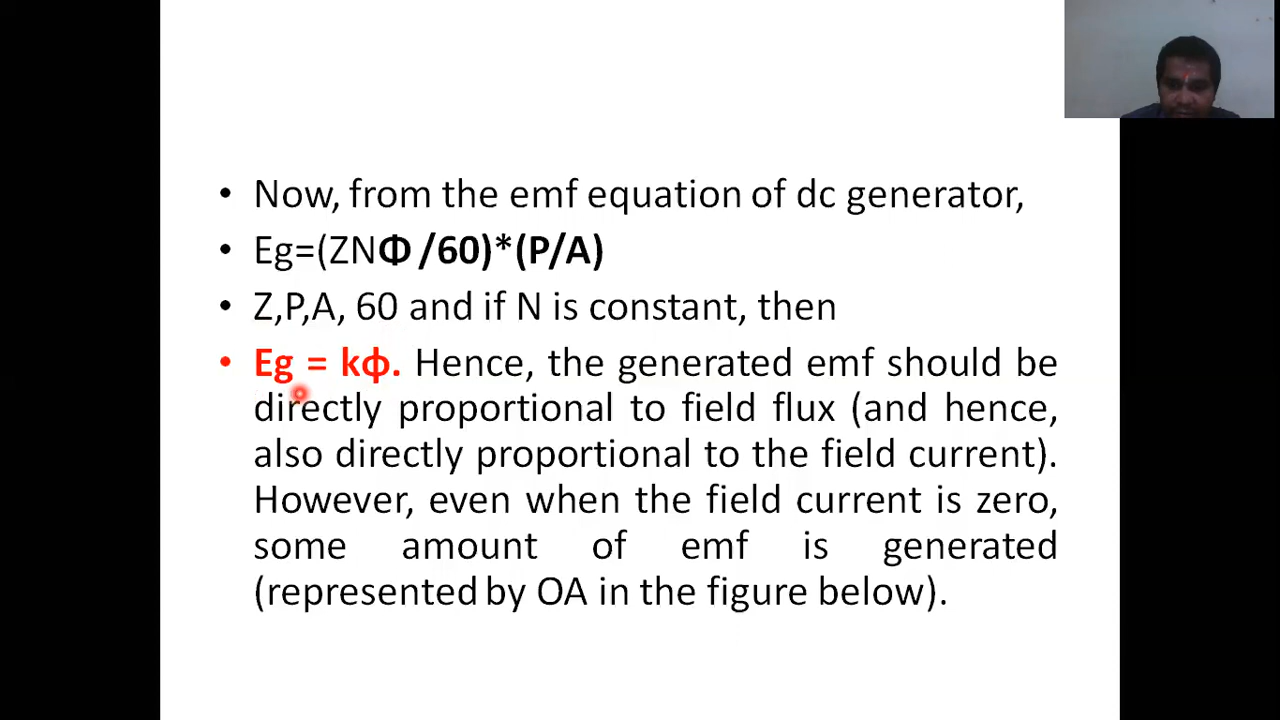 • Now, from the emf equation of dc generator,
• Eg=(ZNΦ /60)*(P/A)
• Z,P,A, 60 and if N is constant, then
• Eg = kф. Hence, the generated emf should be
directly proportional to field flux (and hence,
also directly proportional to the field current).
However, even when the field current is zero,
some amount of emf is generated
(represented by OA in the figure below).